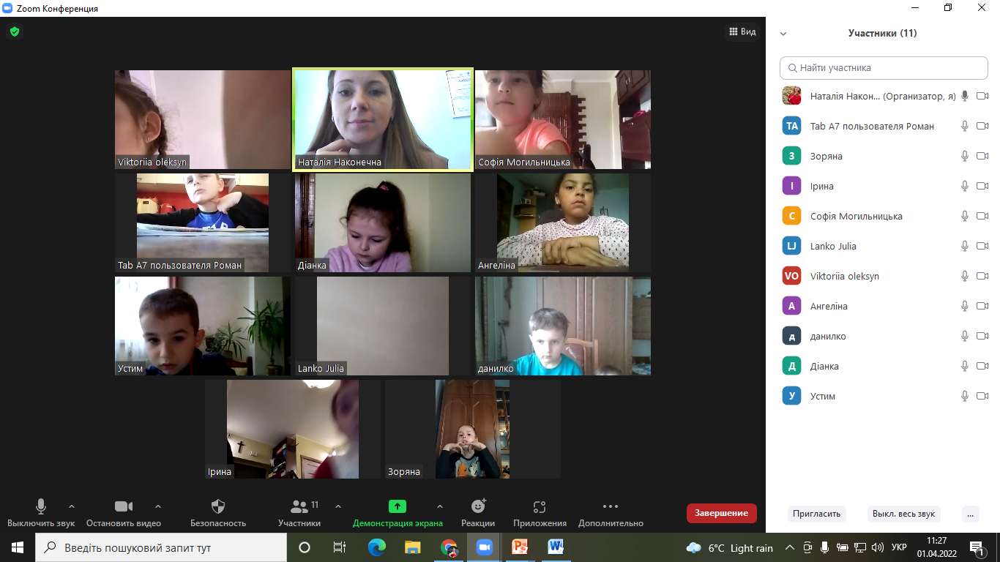 Zoom Конференция
Вид
Viktoriia oleksyn
Наталія Наконечна
Софія Могильницька
Tab A7 пользователя Роман
Діанка
Ангеліна
Устим
Lanko Julia
данилко
Ірина
Зоряна
Участники (11)
Найти участника
Наталія Након... (Организатор, я)
TA Tab A7 пользователя Роман
З Зоряна
І Ірина
С Софія Могильницька
LJ Lanko Julia
VO Viktoriia oleksyn
А Ангеліна
д данилко
Д Діанка
У Устим
Пригласить
Выкл. весь звук
...
Выключить звук
Остановить видео
Безопасность
11
Участники
Демонстрация экрана
Реакции
Приложения
Дополнительно
Завершение
Введіть пошуковий запит тут
6°C Light rain
УКР
11:27
01.04.2022
1